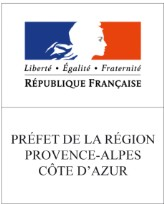 Liberté • Égalité • Fraternité
RÉPUBLIQUE FRANÇAISE
PRÉFET DE LA RÉGION
PROVENCE-ALPES
CÔTE D'AZUR